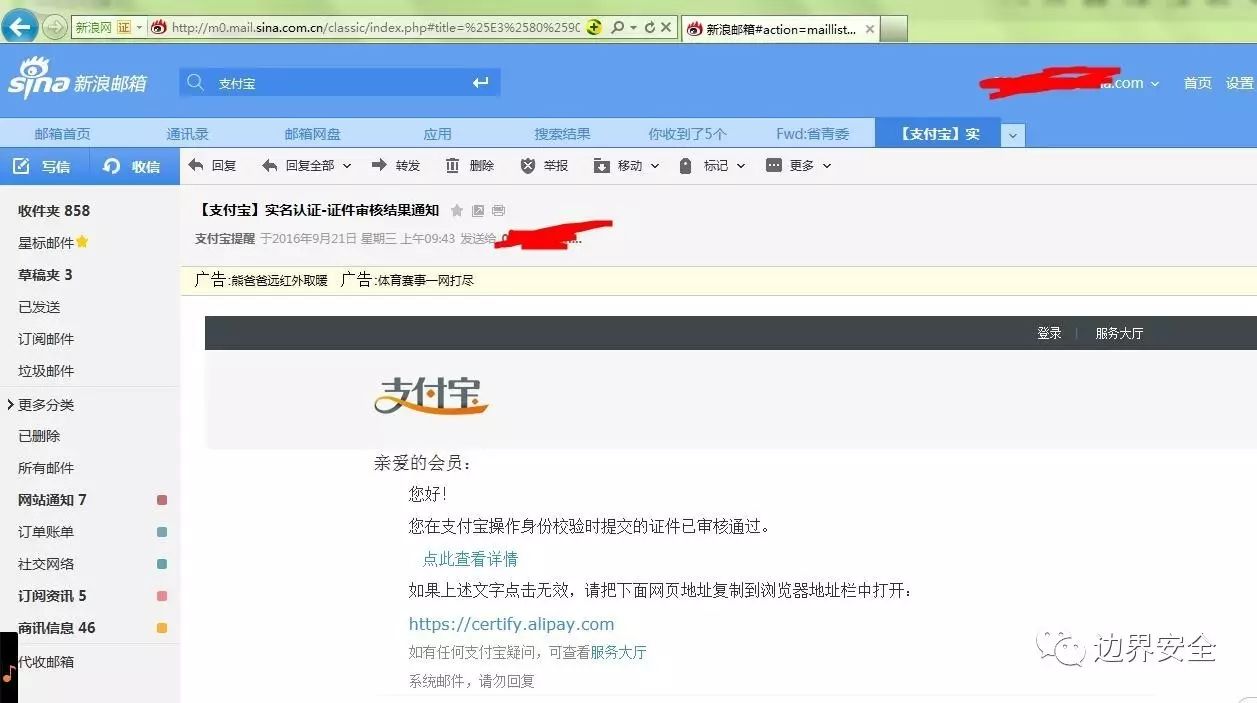 新浪网 证 http://m0.mail.sina.com.cn/classic/index.php#title=%25E3%2580%2590 新浪邮箱#action=maillist...
sina 新浪邮箱 支付宝 .com 首页 设置
邮箱首页 通讯录 邮箱网盘 应用 搜索结果 你收到了5个 Fwd:省青委 【支付宝】实
写信 收信 回复 回复全部 转发 删除 举报 移动 标记 更多
收件夹 858
星标邮件
草稿夹 3
已发送
订阅邮件
垃圾邮件
更多分类
已删除
所有邮件
网站通知 7
订单账单
社交网络
订阅资讯 5
商讯信息 46
代收邮箱
【支付宝】实名认证-证件审核结果通知
支付宝提醒 于2016年9月21日 星期三 上午09:43 发送给
广告:熊爸爸远红外取暖 广告:体育赛事一网打尽
登录 | 服务大厅
支付宝
亲爱的会员：
您好！
您在支付宝操作身份校验时提交的证件已审核通过。
点此查看详情
如果上述文字点击无效，请把下面网页地址复制到浏览器地址栏中打开：
https://certify.alipay.com
如有任何支付宝疑问，可查看服务大厅
系统邮件，请勿回复
边界安全